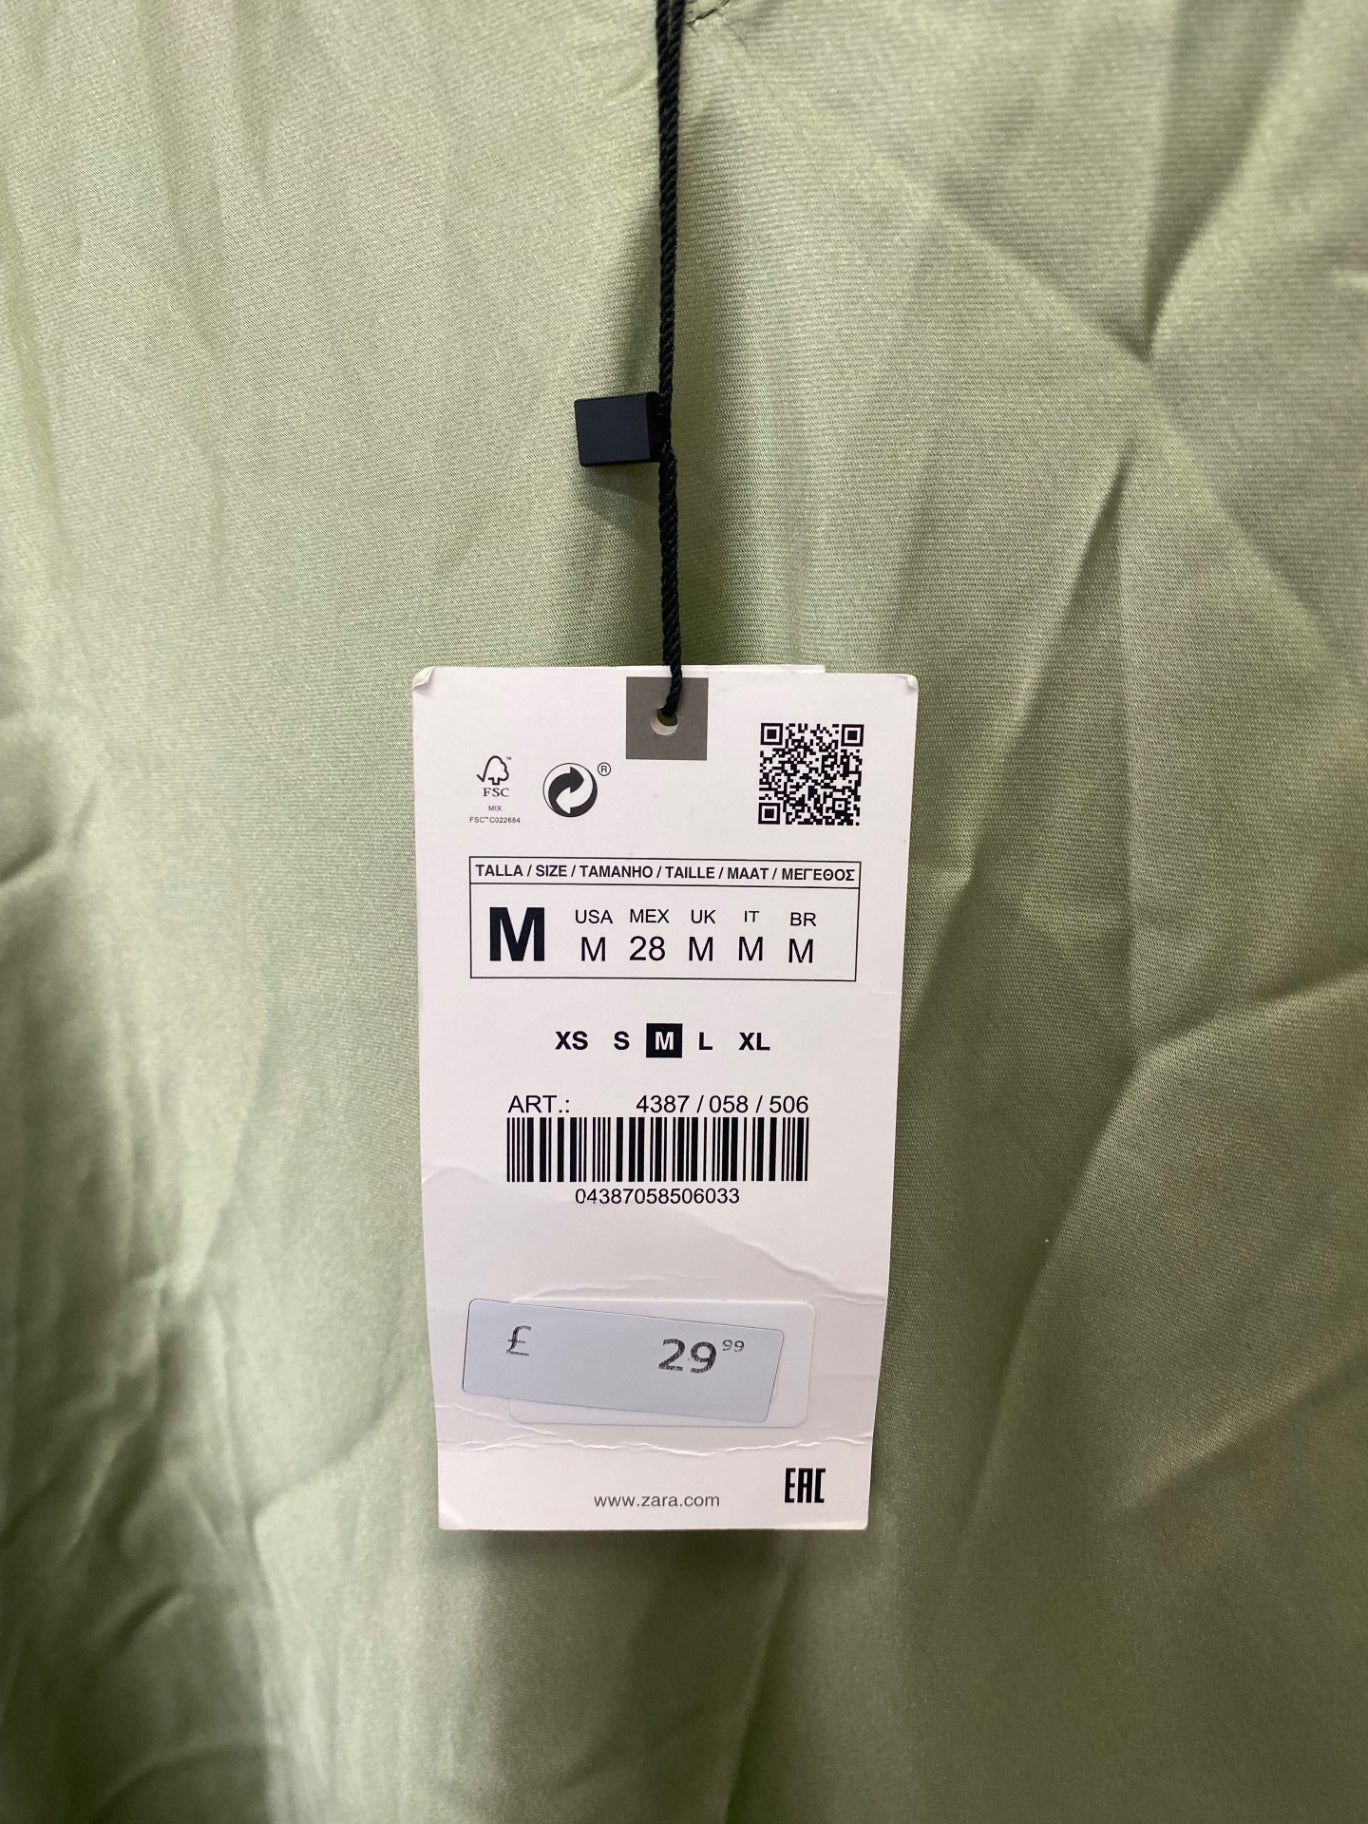 FSC™
MIX
FSC™ C022684
®
TALLA / SIZE / TAMANHO / TAILLE / MAAT / ΜΕΓΕΘΟΣ
M
USA MEX UK IT BR
M 28 M M M
XS S M L XL
ART.: 4387 / 058 / 506
04387058506033
£ 29 99
www.zara.com
EAC